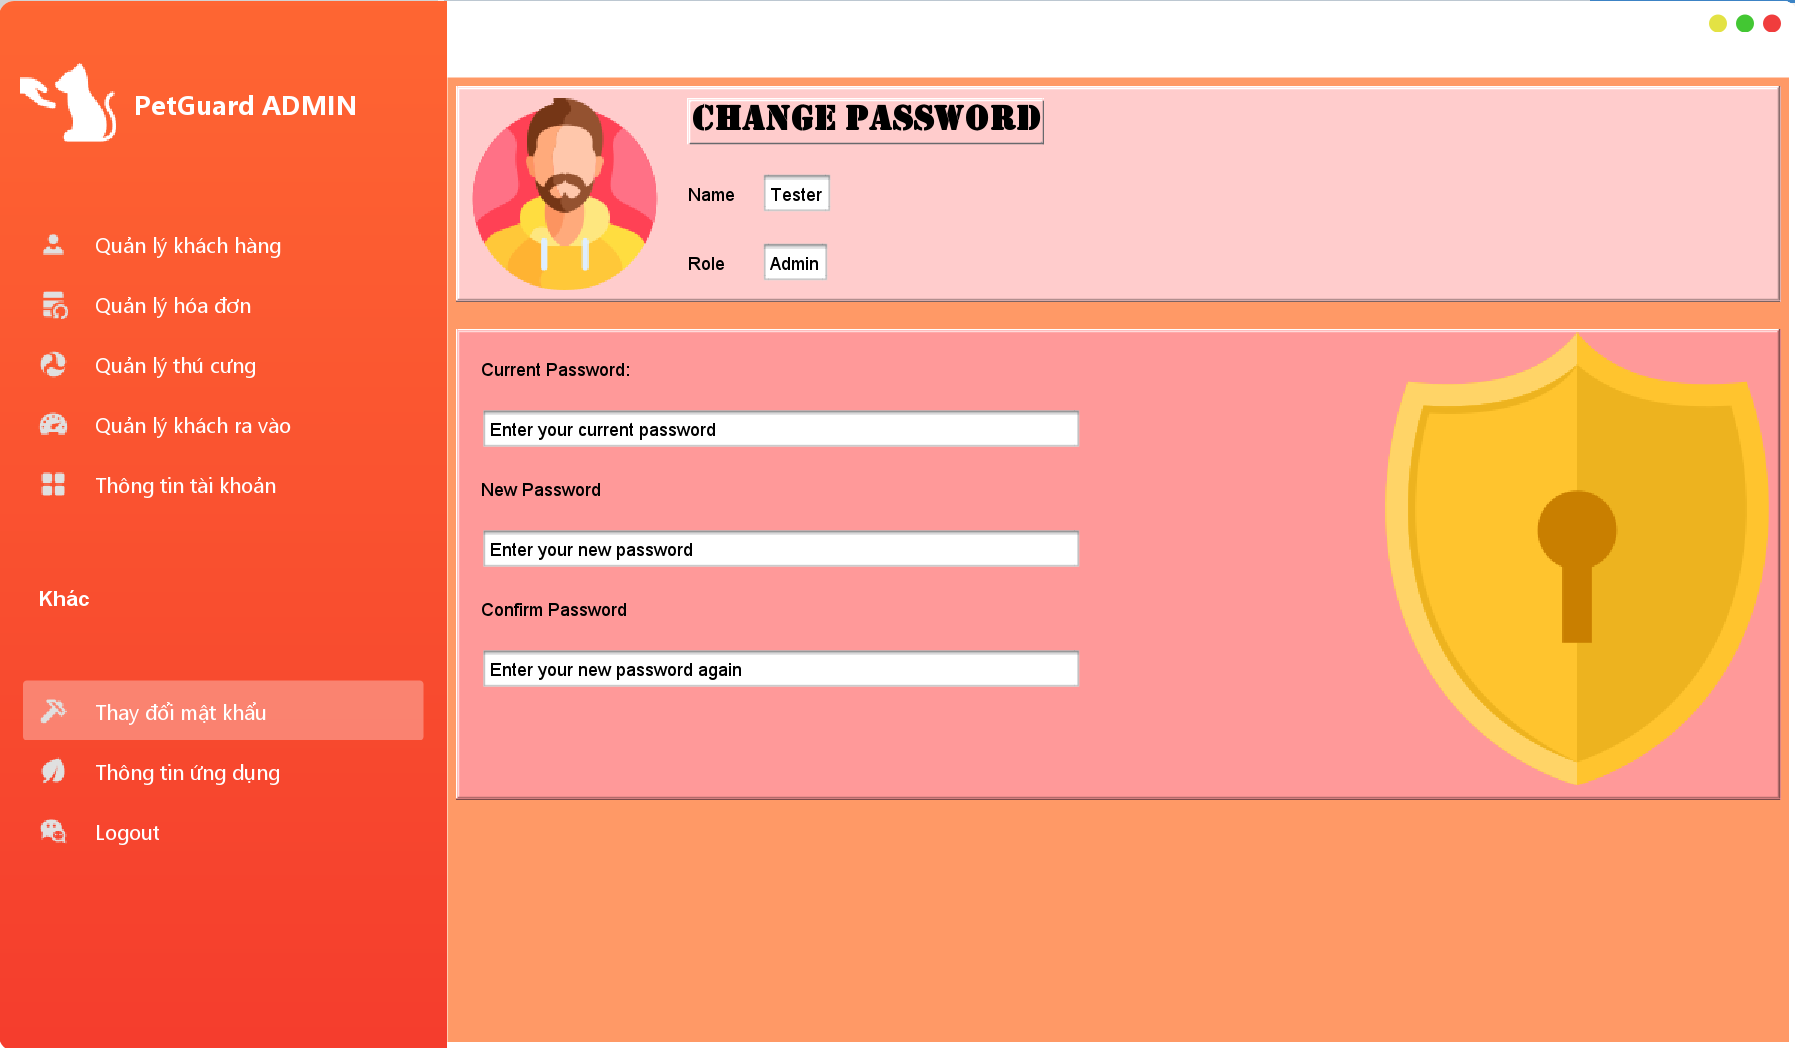 PetGuard ADMIN
Quản lý khách hàng
Quản lý hóa đơn
Quản lý thú cưng
Quản lý khách ra vào
Thông tin tài khoản
Khác
Thay đổi mật khẩu
Thông tin ứng dụng
Logout
CHANGE PASSWORD
Name Tester
Role Admin
Current Password:
Enter your current password
New Password
Enter your new password
Confirm Password
Enter your new password again